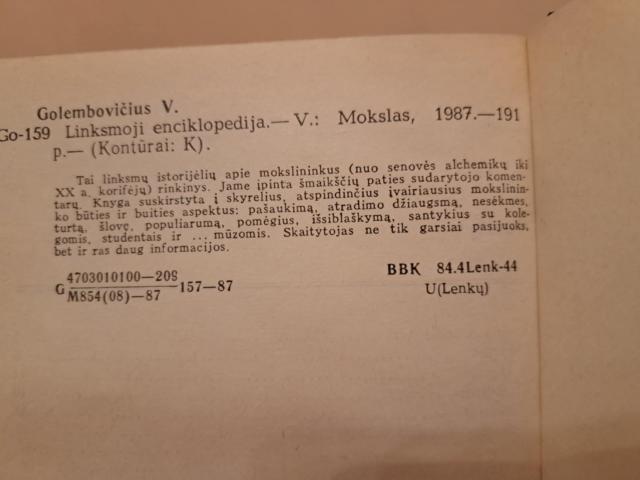 Golembovičius V.
Go-159 Linksmoji enciklopedija.— V.: Mokslas, 1987.—191
p.— (Kontūrai: K).
Tai linksmų istorijėlių apie mokslininkus (nuo senovės alchemikų iki
XX a. korifėjų) rinkinys. Jame įpinta šmaikščių paties sudarytojo komen-
tarų. Knyga suskirstyta į skyrelius, atspindinčius įvairiausius mokslinin-
ko būties ir buities aspektus: pašaukimą, atradimo džiaugsmą, nesėkmes,
turtą, šlovę, populiarumą, pomėgius, išsiblaškymą, santykius su kole-
gomis, studentais ir ... mūzomis. Skaitytojas ne tik garsiai pasijuoks,
bet ir ras daug informacijos.
4703010100—209
G M854(08)—87 157—87
BBK 84.4Lenk-44
U(Lenkų)